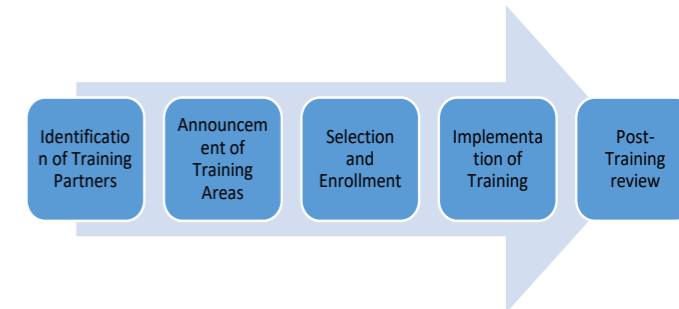 Identificatio
n of Training
Partners
Announcem
ent of
Training
Areas
Selection
and
Enrollment
Implementa
tion of
Training
Post-
Training
review